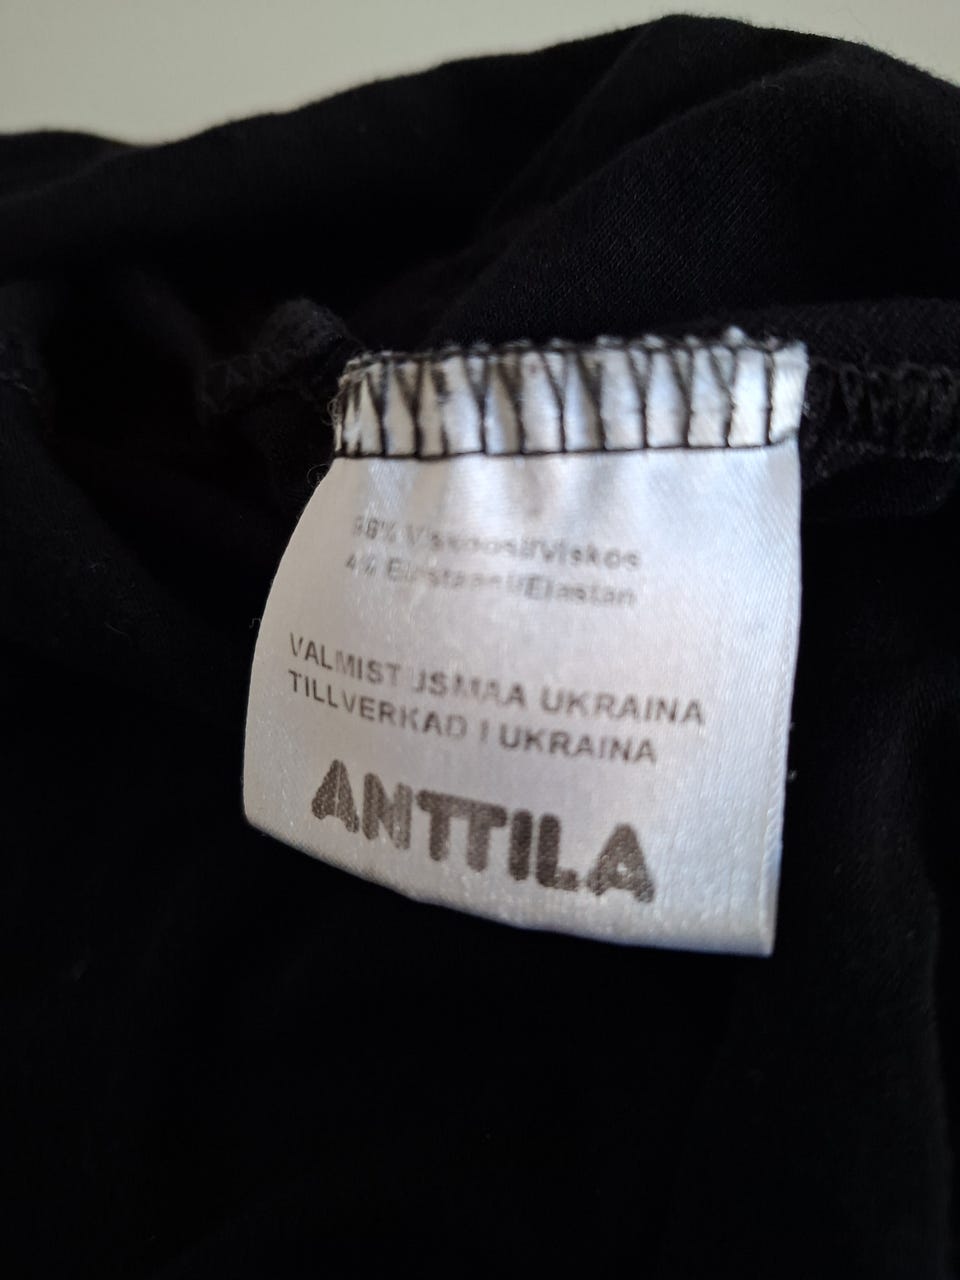 96% Viskoosi/Viskos
4% Elastaani/Elastan
VALMISTUSMAA UKRAINA
TILLVERKAD I UKRAINA
ANTTILA